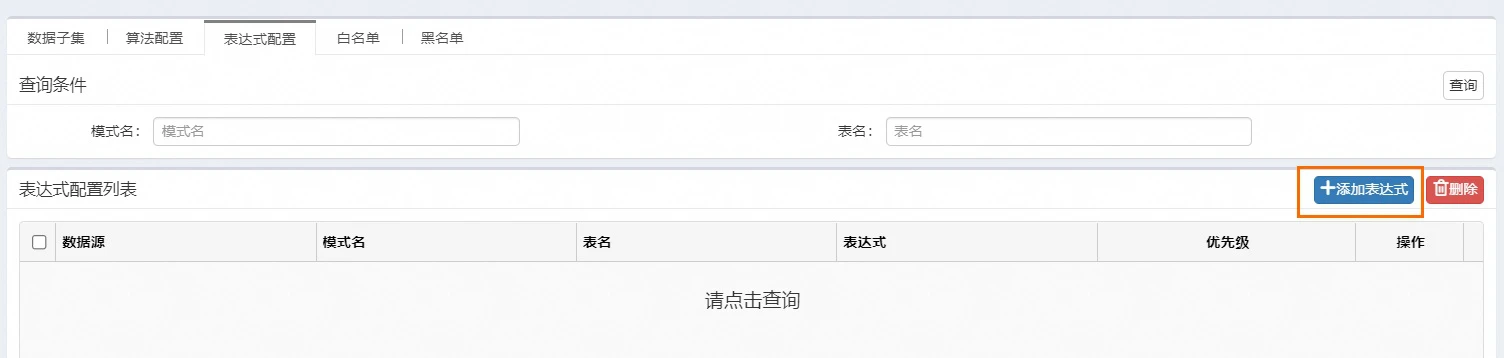 数据子集 算法配置 表达式配置 白名单 黑名单
查询条件 查询
模式名： 模式名 表名： 表名
表达式配置列表 添加表达式 删除
数据源 模式名 表名 表达式 优先级 操作
请点击查询